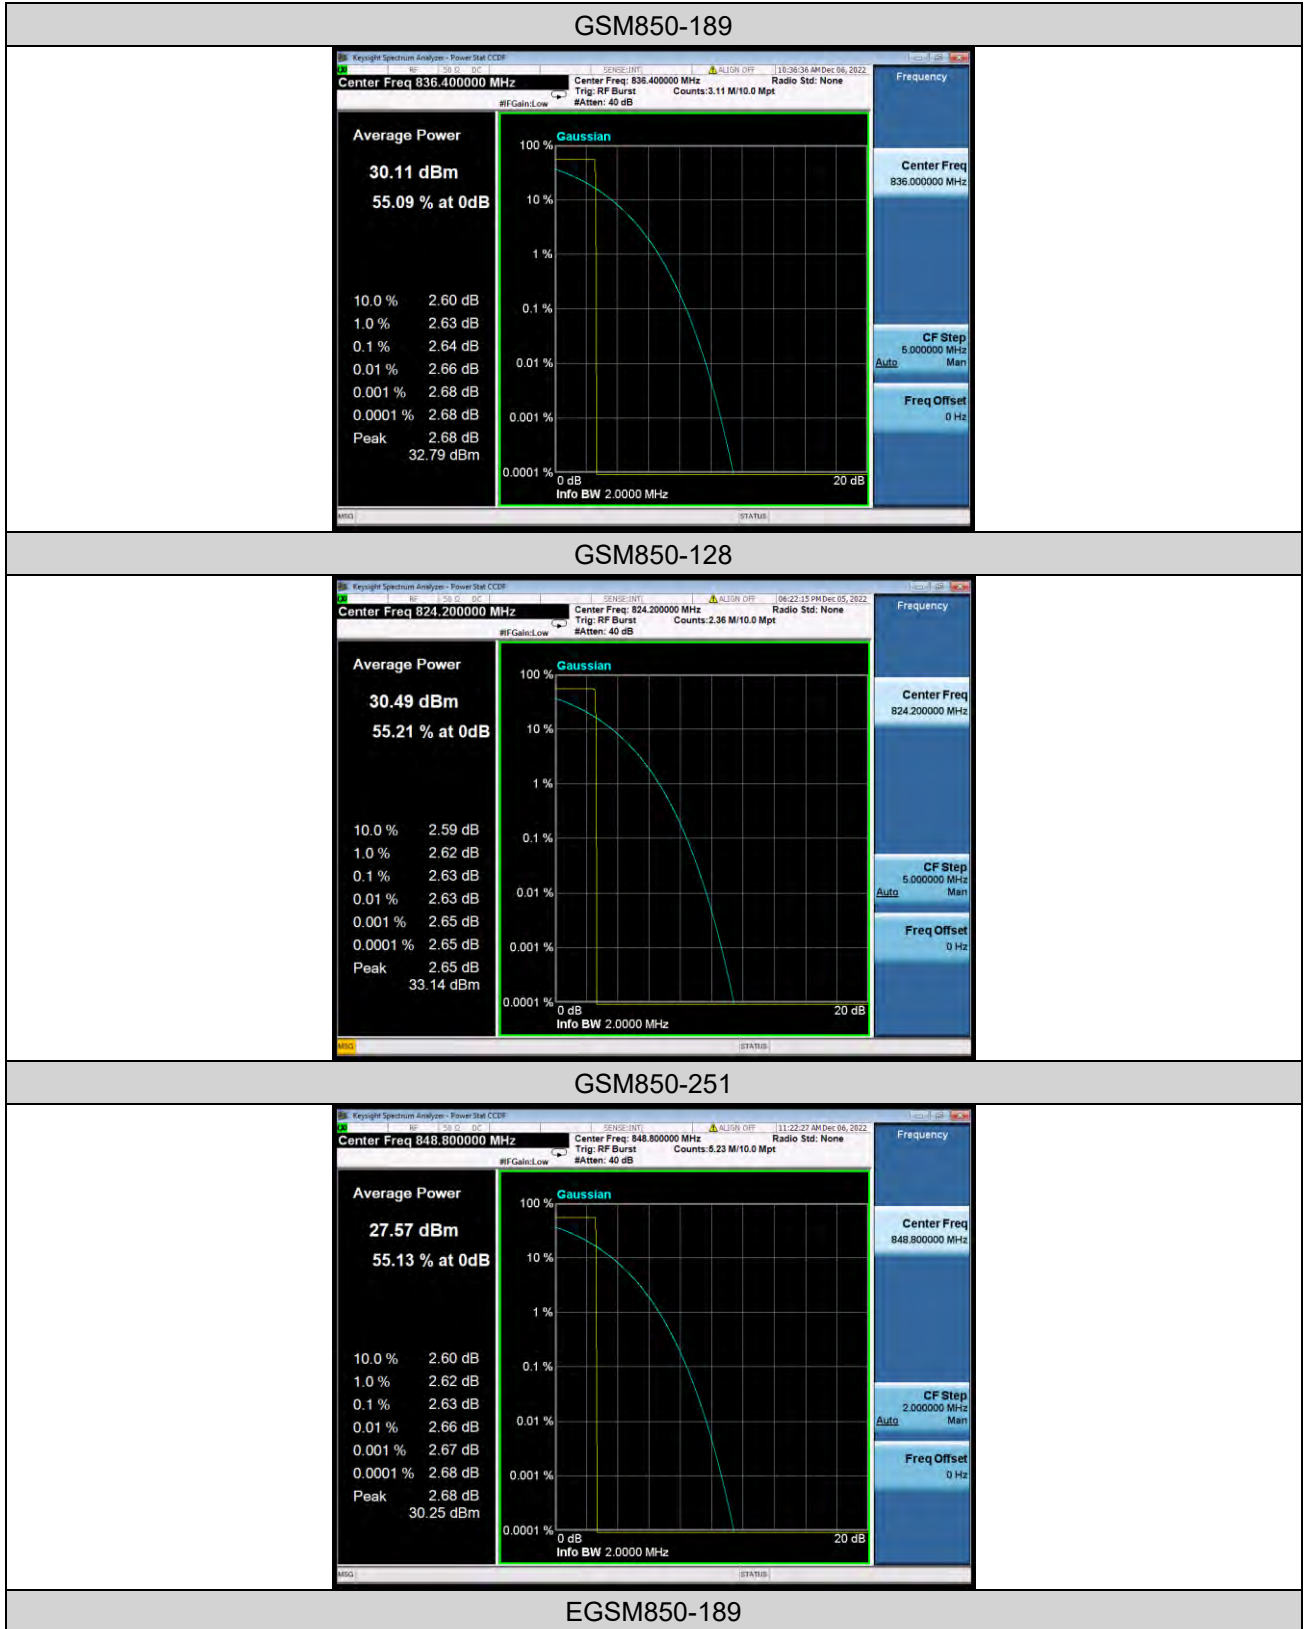 GSM850-189
Keysight Spectrum Analyzer - Power Stat CCDF
RF 50 Ω DC SENSE:INT ALIGN OFF 10:36:36 AM Dec 06, 2022
Center Freq 836.400000 MHz
Center Freq: 836.400000 MHz Radio Std: None
Trig: RF Burst Counts:3.11 M/10.0 Mpt
#IFGain:Low #Atten: 40 dB
Frequency
Average Power
30.11 dBm
55.09 % at 0dB
10.0 % 2.60 dB
1.0 % 2.63 dB
0.1 % 2.64 dB
0.01 % 2.66 dB
0.001 % 2.68 dB
0.0001 % 2.68 dB
Peak 2.68 dB
32.79 dBm
Gaussian
100 %
10 %
1 %
0.1 %
0.01 %
0.001 %
0.0001 %
0 dB 20 dB
Info BW 2.0000 MHz
Center Freq
836.000000 MHz
CF Step
5.000000 MHz
Auto Man
Freq Offset
0 Hz
MSG STATUS
GSM850-128
Keysight Spectrum Analyzer - Power Stat CCDF
RF 50 Ω DC SENSE:INT ALIGN OFF 06:22:15 PM Dec 05, 2022
Center Freq 824.200000 MHz
Center Freq: 824.200000 MHz Radio Std: None
Trig: RF Burst Counts:2.36 M/10.0 Mpt
#IFGain:Low #Atten: 40 dB
Frequency
Average Power
30.49 dBm
55.21 % at 0dB
10.0 % 2.59 dB
1.0 % 2.62 dB
0.1 % 2.63 dB
0.01 % 2.63 dB
0.001 % 2.65 dB
0.0001 % 2.65 dB
Peak 2.65 dB
33.14 dBm
Gaussian
100 %
10 %
1 %
0.1 %
0.01 %
0.001 %
0.0001 %
0 dB 20 dB
Info BW 2.0000 MHz
Center Freq
824.200000 MHz
CF Step
5.000000 MHz
Auto Man
Freq Offset
0 Hz
MSG STATUS
GSM850-251
Keysight Spectrum Analyzer - Power Stat CCDF
RF 50 Ω DC SENSE:INT ALIGN OFF 11:22:27 AM Dec 06, 2022
Center Freq 848.800000 MHz
Center Freq: 848.800000 MHz Radio Std: None
Trig: RF Burst Counts:5.23 M/10.0 Mpt
#IFGain:Low #Atten: 40 dB
Frequency
Average Power
27.57 dBm
55.13 % at 0dB
10.0 % 2.60 dB
1.0 % 2.62 dB
0.1 % 2.63 dB
0.01 % 2.66 dB
0.001 % 2.67 dB
0.0001 % 2.68 dB
Peak 2.68 dB
30.25 dBm
Gaussian
100 %
10 %
1 %
0.1 %
0.01 %
0.001 %
0.0001 %
0 dB 20 dB
Info BW 2.0000 MHz
Center Freq
848.800000 MHz
CF Step
2.000000 MHz
Auto Man
Freq Offset
0 Hz
MSG STATUS
EGSM850-189